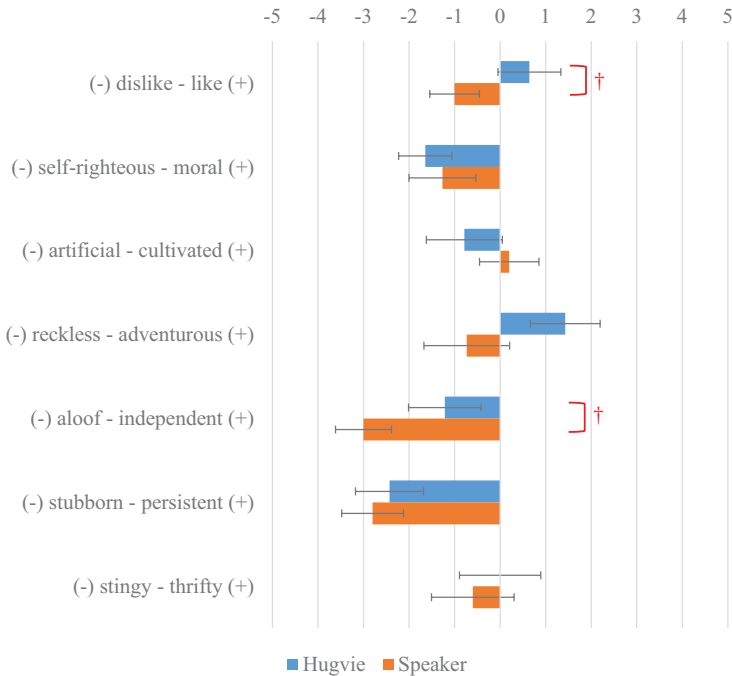 -5 -4 -3 -2 -1 0 1 2 3 4 5
(-) dislike - like (+) †
(-) self-righteous - moral (+)
(-) artificial - cultivated (+)
(-) reckless - adventurous (+)
(-) aloof - independent (+) †
(-) stubborn - persistent (+)
(-) stingy - thrifty (+)
Hugvie Speaker